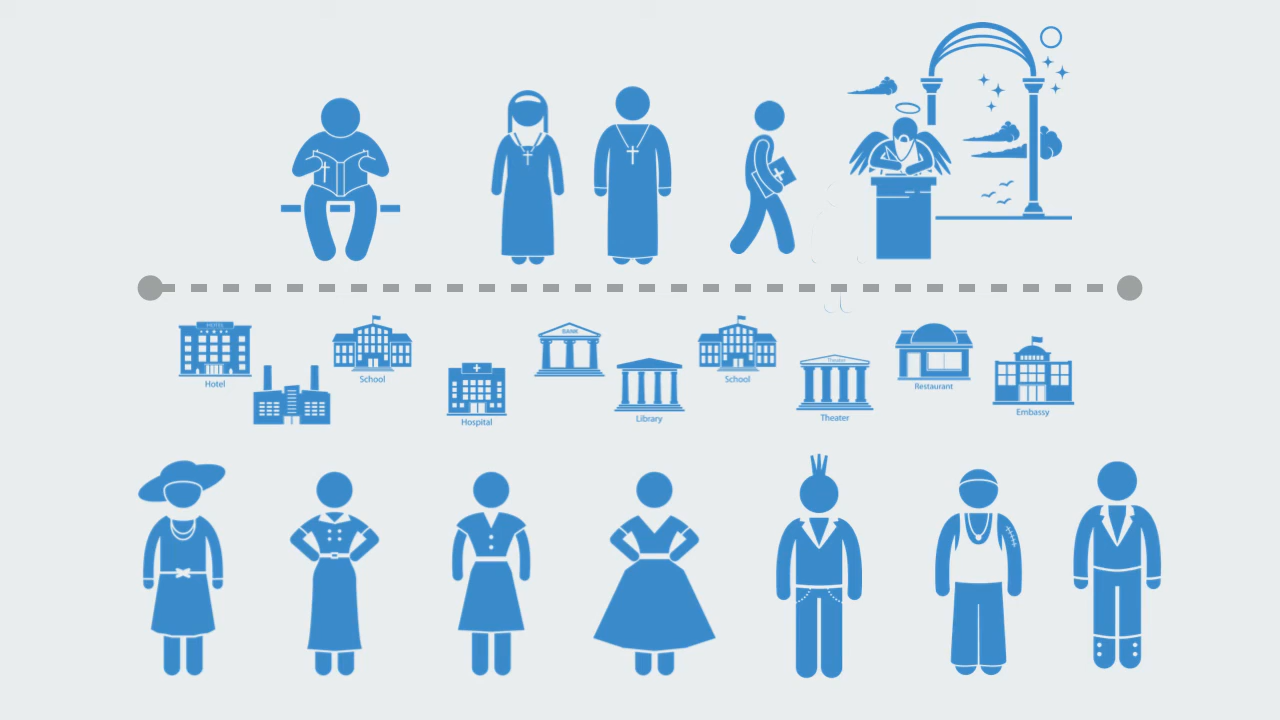 HOTEL
Hotel
School
Hospital
BANK
Library
School
Theater
Theater
Restaurant
Embassy